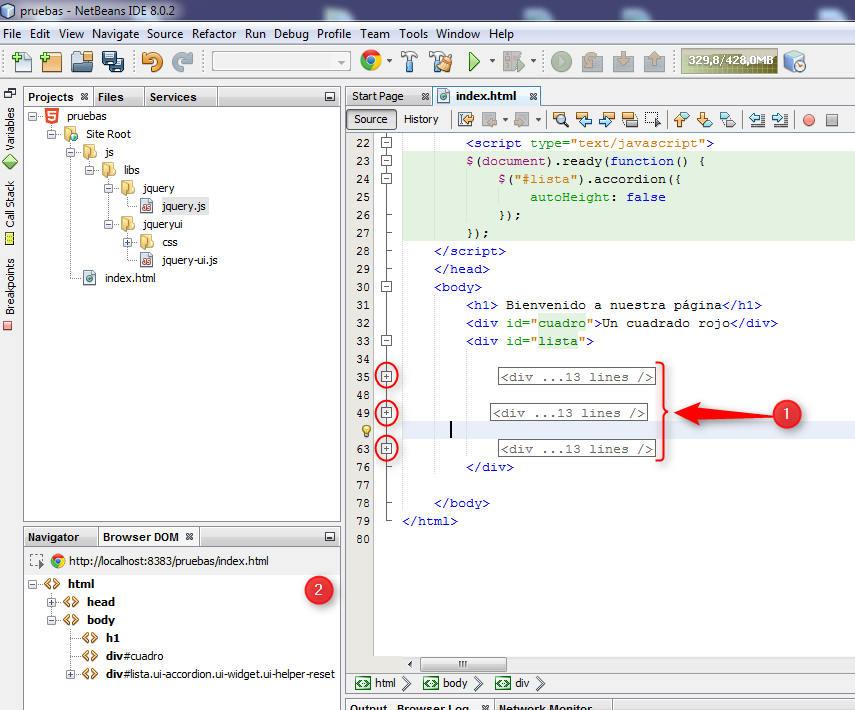 pruebas - NetBeans IDE 8.0.2
File Edit View Navigate Source Refactor Run Debug Profile Team Tools Window Help
329,8/428,0MB
Projects Files Services
Start Page index.html
Source History
Variables
Call Stack
Breakpoints
pruebas
Site Root
js
libs
jquery
jquery.js
jqueryui
css
jquery-ui.js
index.html
22 <script type="text/javascript">
23 $(document).ready(function() {
24 $("#lista").accordion({
25 autoHeight: false
26 });
27 });
28 </script>
29 </head>
30 <body>
31 <h1> Bienvenido a nuestra página</h1>
32 <div id="cuadro">Un cuadrado rojo</div>
33 <div id="lista">
34
35 <div ...13 lines />
48
49 <div ...13 lines />
1
63 <div ...13 lines />
76 </div>
77
78 </body>
79 </html>
80
Navigator Browser DOM
http://localhost:8383/pruebas/index.html
2
html
head
body
h1
div#cuadro
div#lista.ui-accordion.ui-widget.ui-helper-reset
html body div
Output Browser Log Network Monitor